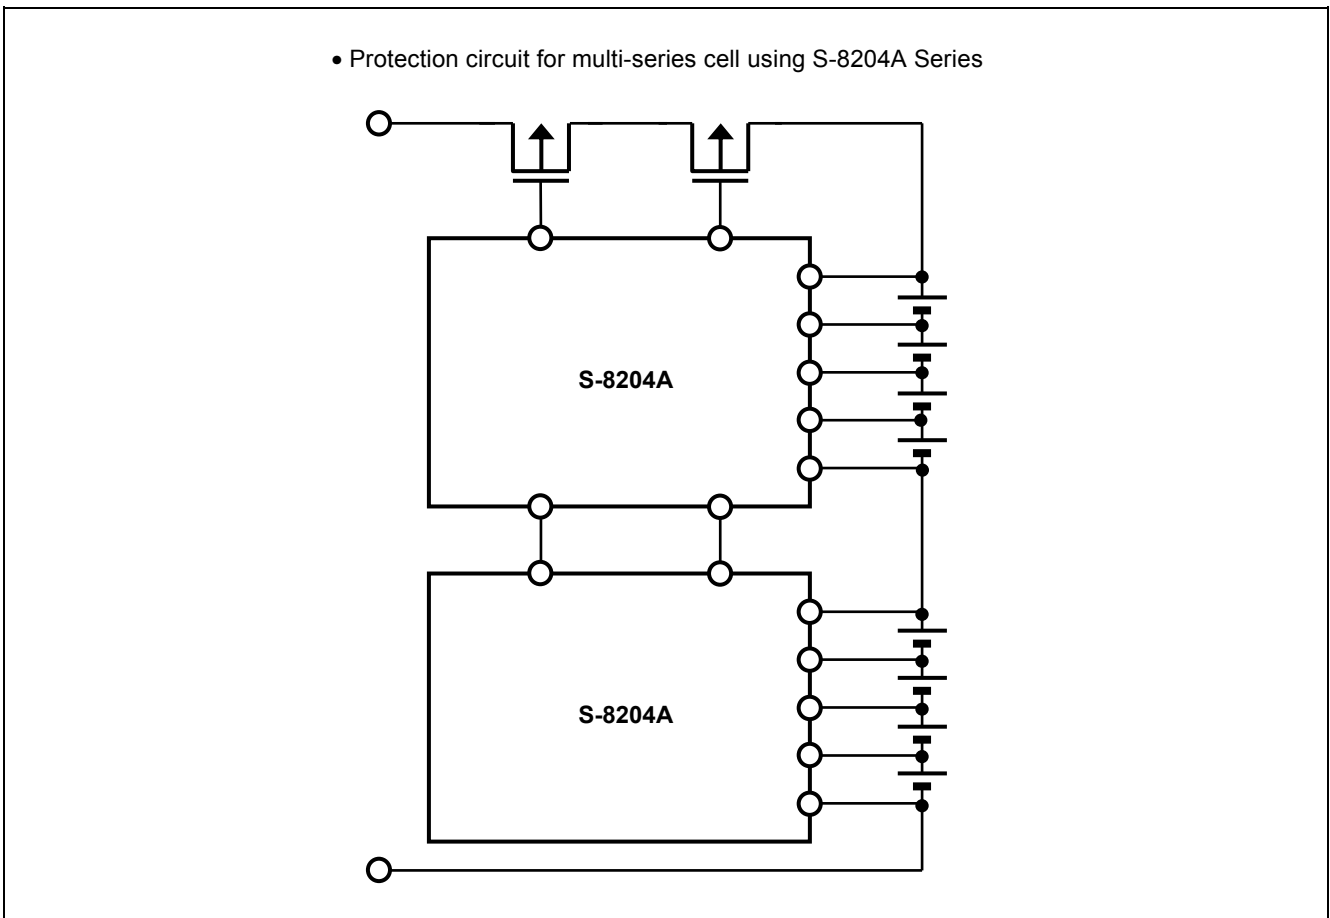 • Protection circuit for multi-series cell using S-8204A Series
S-8204A
S-8204A